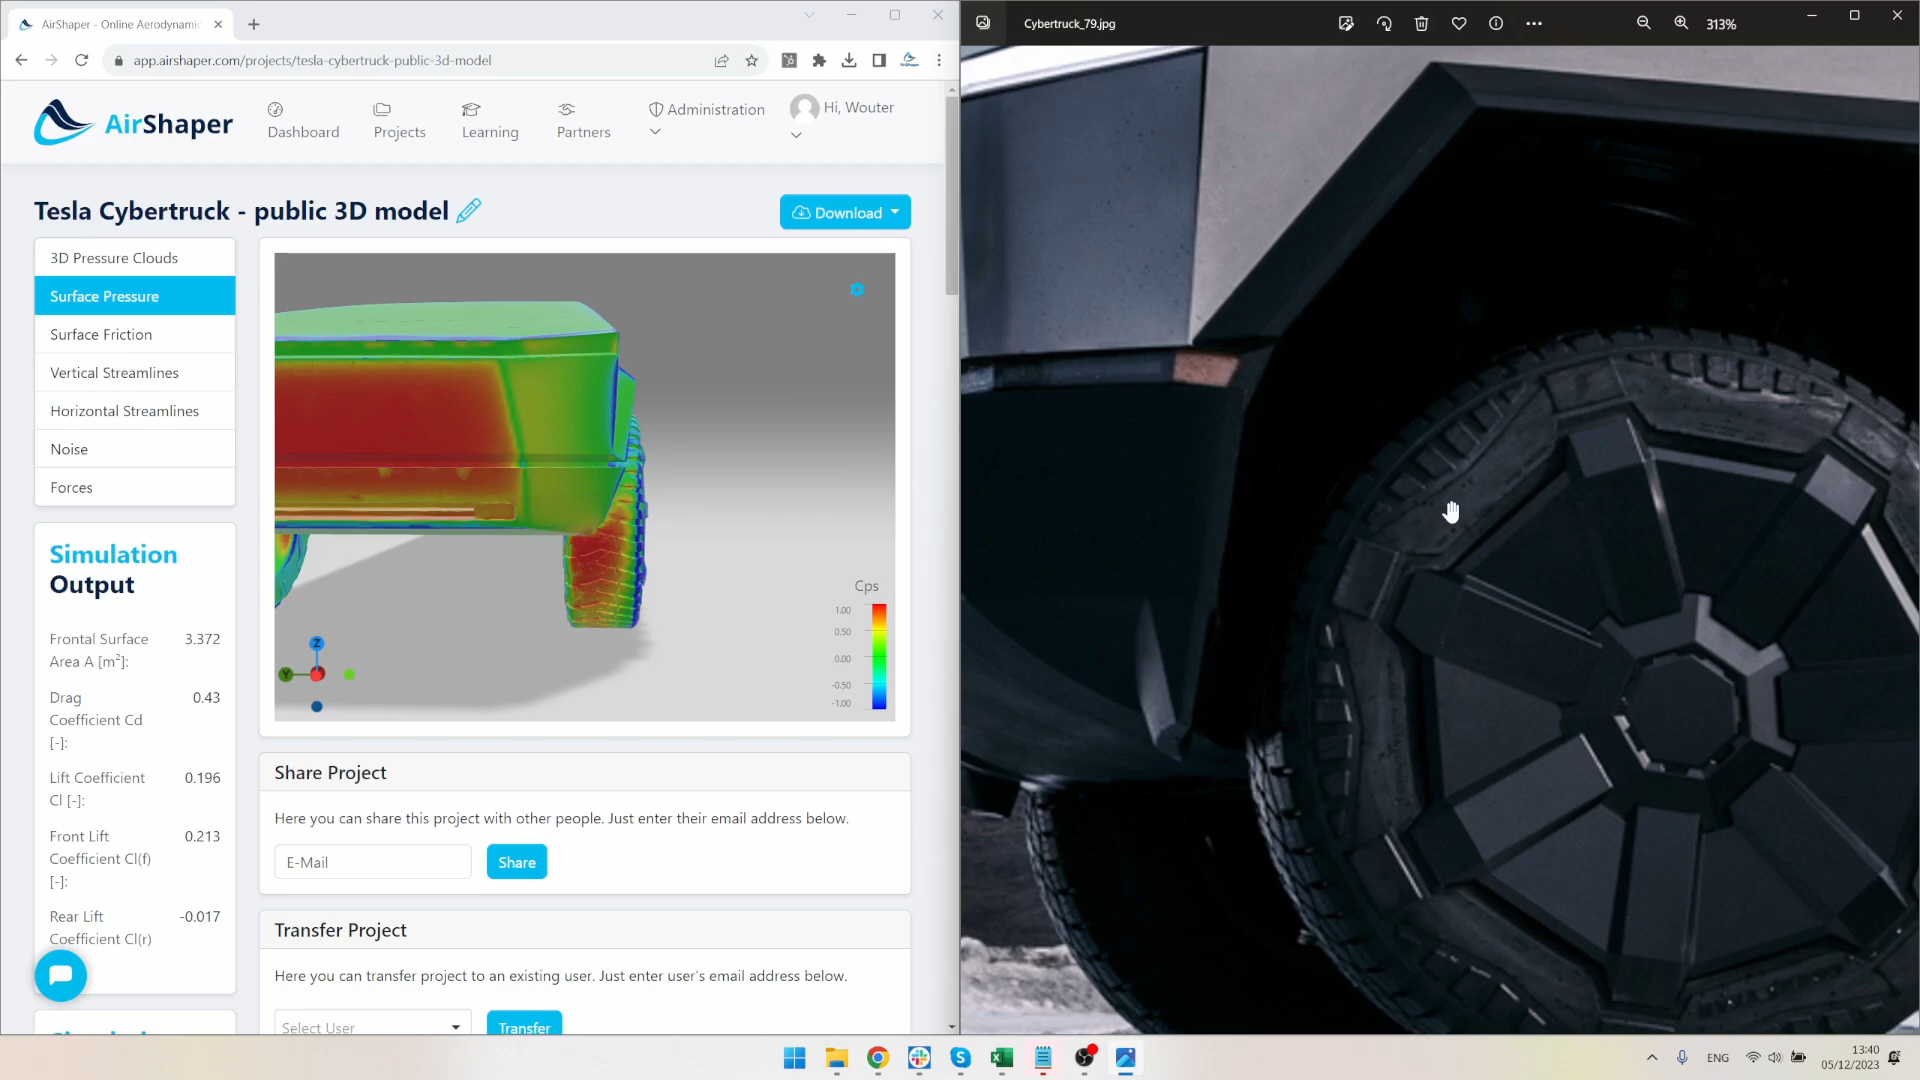 AirShaper - Online Aerodynamic
app.airshaper.com/projects/tesla-cybertruck-public-3d-model
AirShaper
Dashboard
Projects
Learning
Partners
Administration
Hi, Wouter
Tesla Cybertruck - public 3D model
Download
3D Pressure Clouds
Surface Pressure
Surface Friction
Vertical Streamlines
Horizontal Streamlines
Noise
Forces
Simulation
Output
Frontal Surface 3.372
Area A [m²]:
Drag 0.43
Coefficient Cd
[-]:
Lift Coefficient 0.196
Cl [-]:
Front Lift 0.213
Coefficient Cl(f)
[-]:
Rear Lift -0.017
Coefficient Cl(r)
Cps
1.00
0.50
0.00
-0.50
-1.00
Z
Y
Share Project
Here you can share this project with other people. Just enter their email address below.
E-Mail
Share
Transfer Project
Here you can transfer project to an existing user. Just enter user's email address below.
Select User
Transfer
Cybertruck_79.jpg
313%
ENG
13:40
05/12/2023